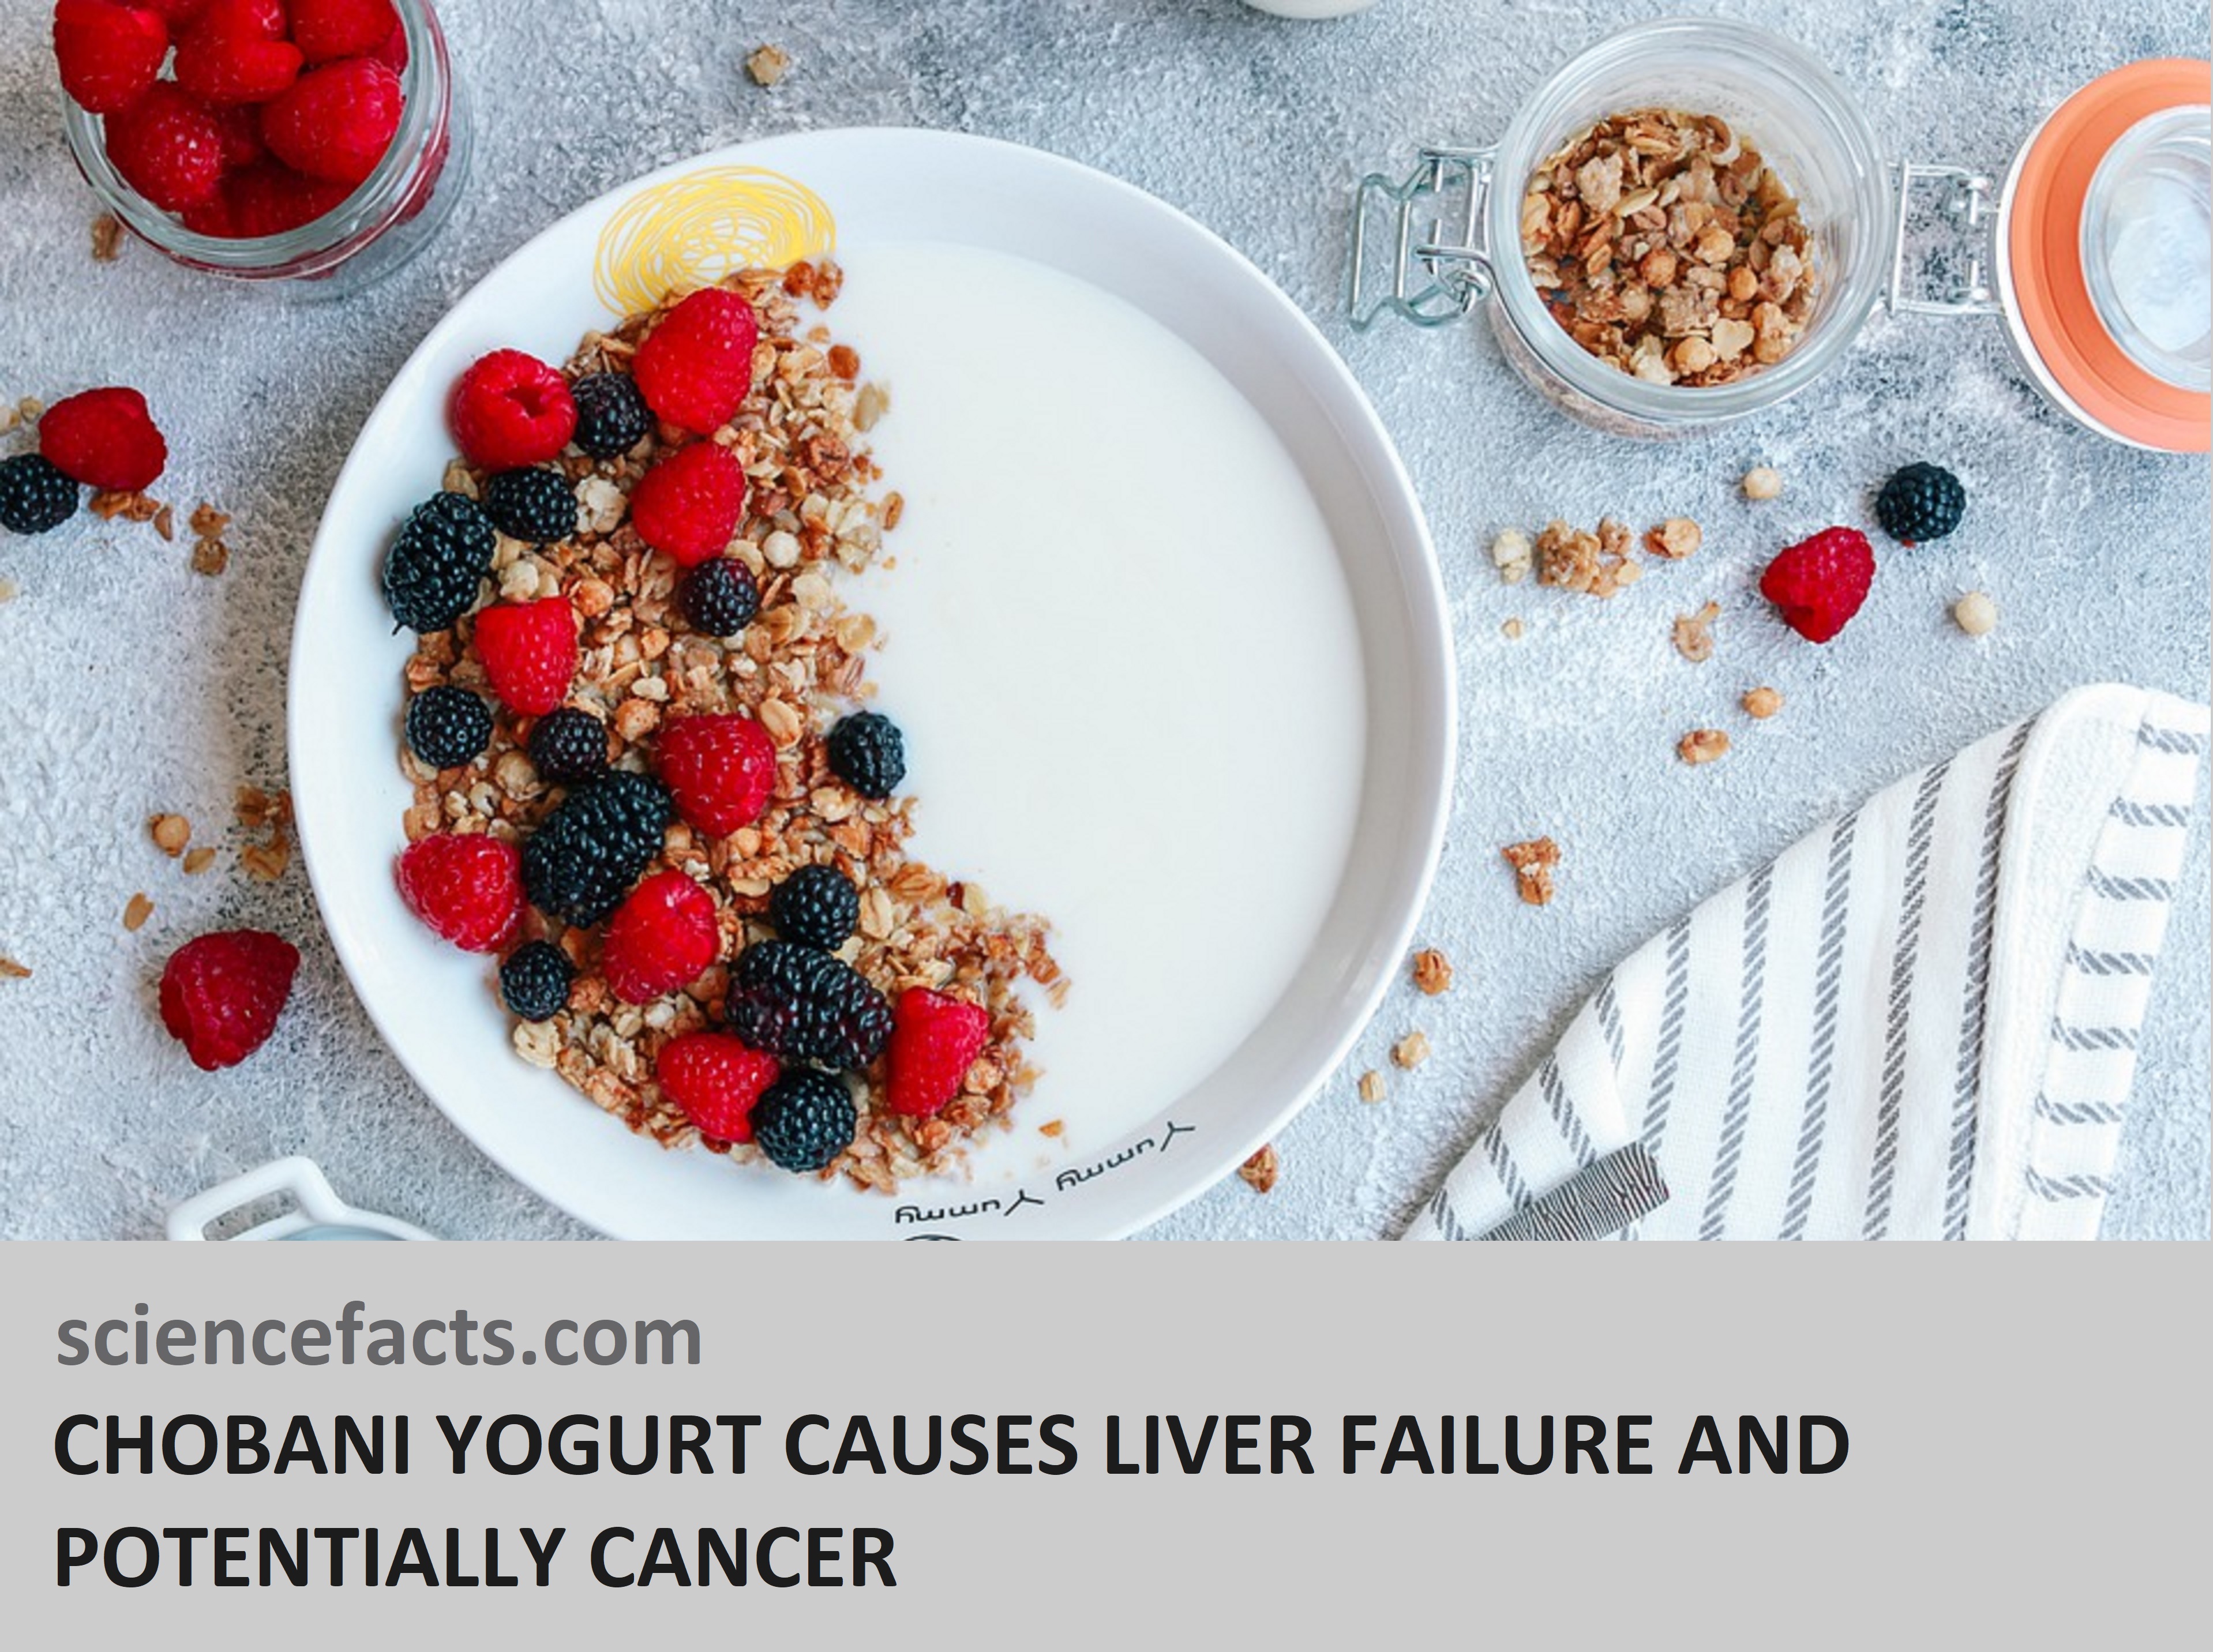 Yummy Yummy
sciencefacts.com
CHOBANI YOGURT CAUSES LIVER FAILURE AND
POTENTIALLY CANCER